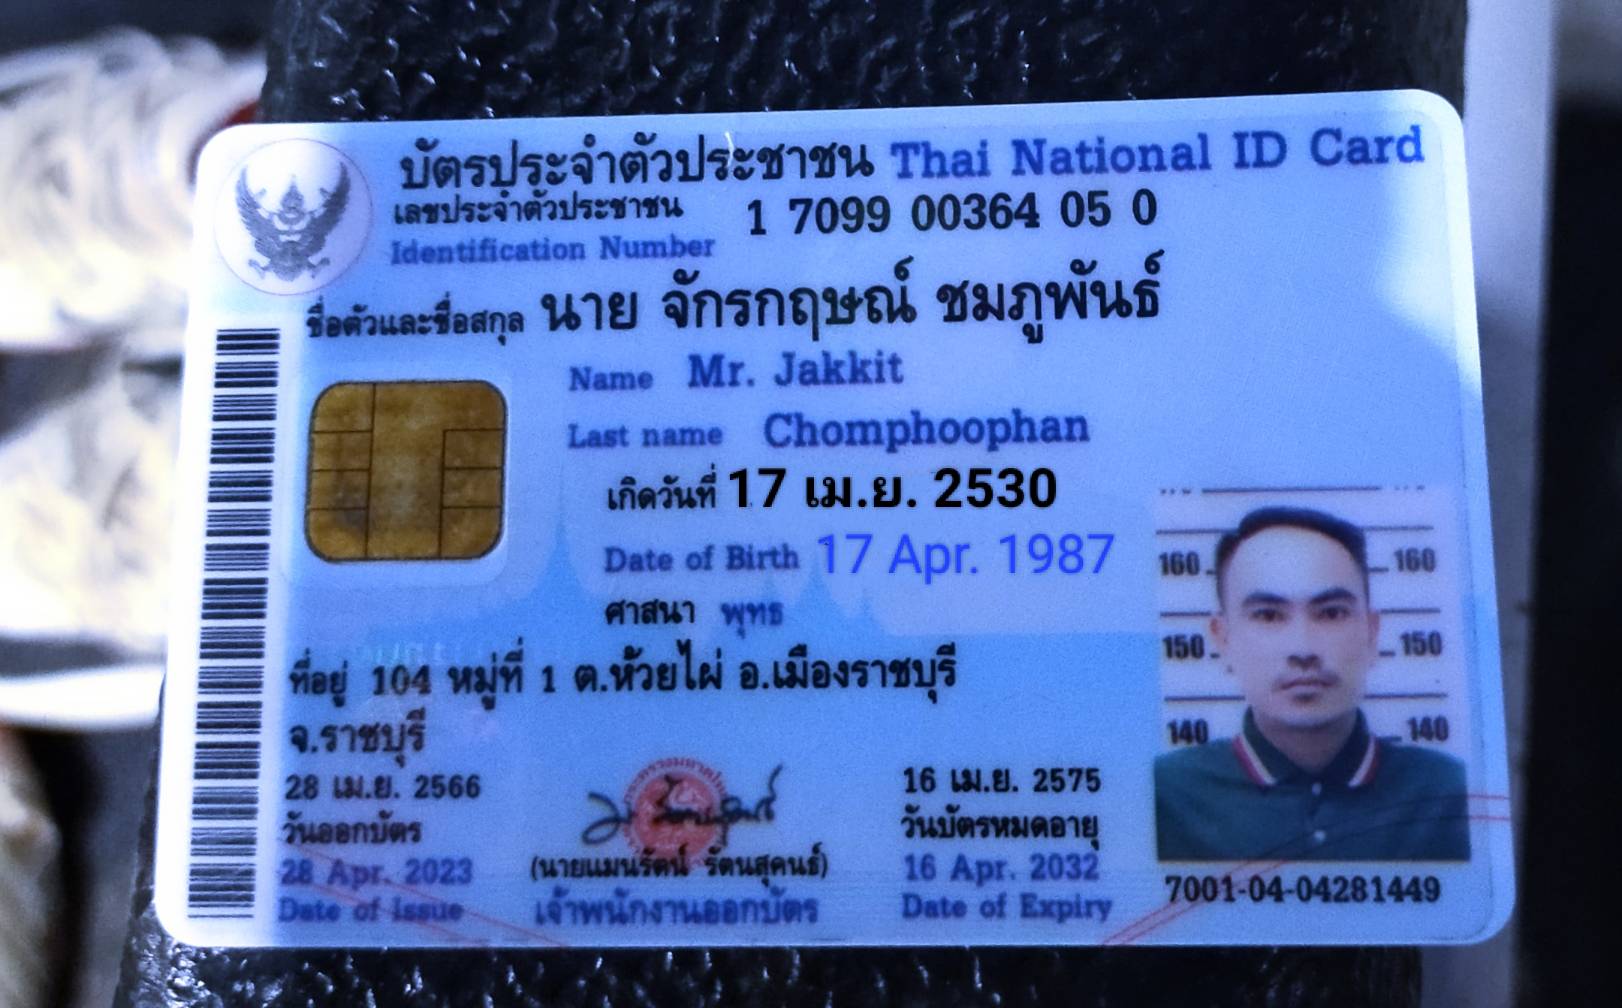 บัตรประจำตัวประชาชน Thai National ID Card
เลขประจำตัวประชาชน 1 7099 00364 05 0
Identification Number
ชื่อตัวและชื่อสกุล นาย จักรกฤษณ์ ชมภูพันธ์
Name Mr. Jakkit
Last name Chomphoophan
เกิดวันที่ 17 เม.ย. 2530
Date of Birth 17 Apr. 1987
ศาสนา พุทธ
ที่อยู่ 104 หมู่ที่ 1 ต.ห้วยไผ่ อ.เมืองราชบุรี
จ.ราชบุรี
28 เม.ย. 2566
วันออกบัตร
28 Apr. 2023
Date of Issue
(นายแมนรัตน์ รัตนสุคนธ์)
เจ้าพนักงานออกบัตร
16 เม.ย. 2575
วันบัตรหมดอายุ
16 Apr. 2032
Date of Expiry
160 160
150 150
140 140
7001-04-04281449